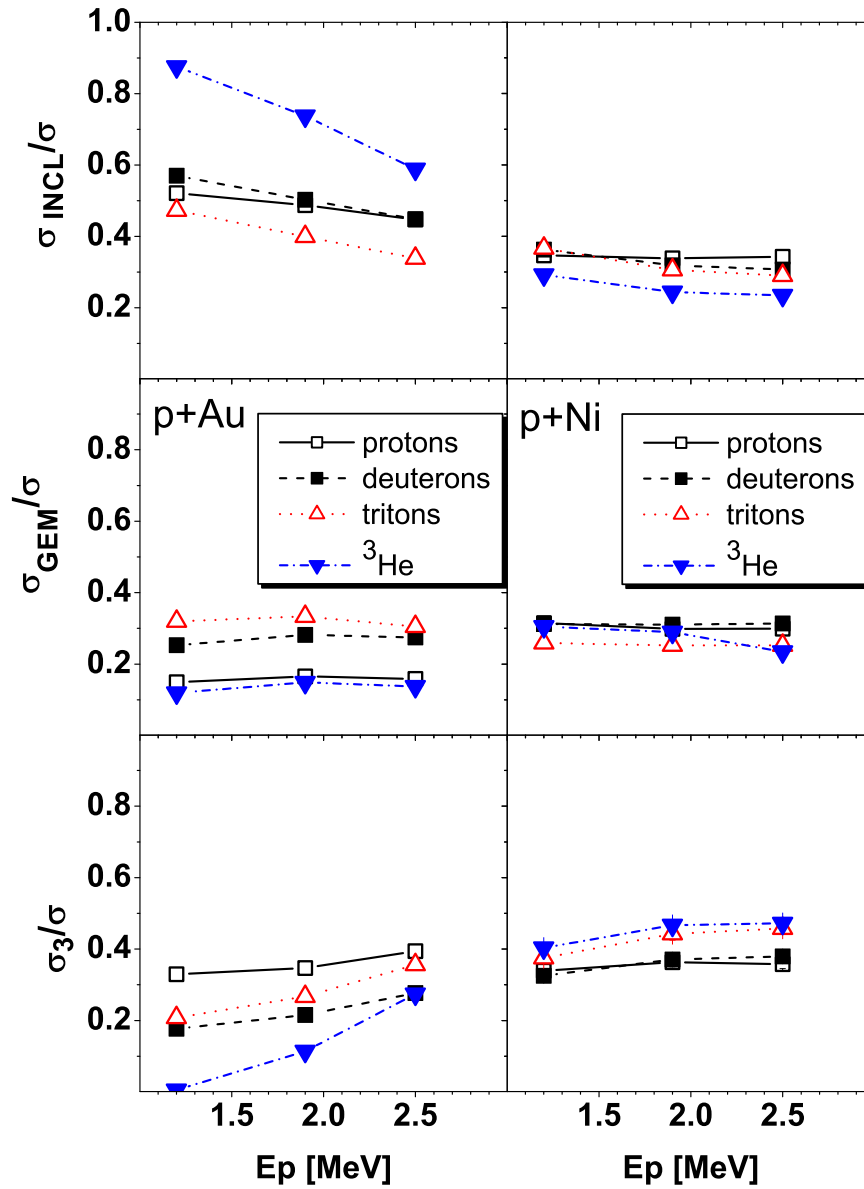 1.0
0.8
0.6
0.4
0.2
σ INCL/σ
p+Au
protons
deuterons
tritons
³He
p+Ni
protons
deuterons
tritons
³He
0.8
0.6
0.4
0.2
σGEM/σ
0.8
0.6
0.4
0.2
σ3/σ
1.5 2.0 2.5 1.5 2.0 2.5
Ep [MeV] Ep [MeV]